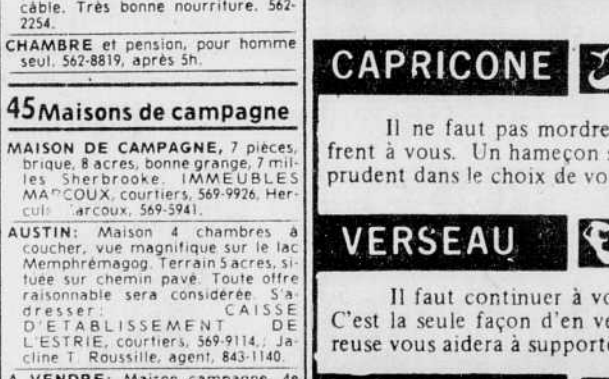 câble. Très bonne nourriture. 562-
2254.
CHAMBRE et pension, pour homme
seul. 562-8819, après 5h.
45 Maisons de campagne
MAISON DE CAMPAGNE, 7 pièces,
brique, 8 acres, bonne grange, 7 mil-
les Sherbrooke. IMMEUBLES
MARCOUX, courtiers, 569-9926, Her-
cul arcoux, 569-5941.
AUSTIN: Maison 4 chambres à
coucher, vue magnifique sur le lac
Memphrémagog. Terrain 5 acres, si-
tuée sur chemin pavé. Toute offre
raisonnable sera considérée. S'a-
dresser: CAISSE
D'ETABLISSEMENT DE
L'ESTRIE, courtiers, 569-9114,; Ja-
cline T. Roussille, agent, 843-1140.
A VENDRE: Maison campagne 4e
CAPRICONE
Il ne faut pas mordre
frent à vous. Un hameçon
prudent dans le choix de vo
VERSEAU
Il faut continuer à vo
C'est la seule façon d'en ve
reuse vous aidera à supporte